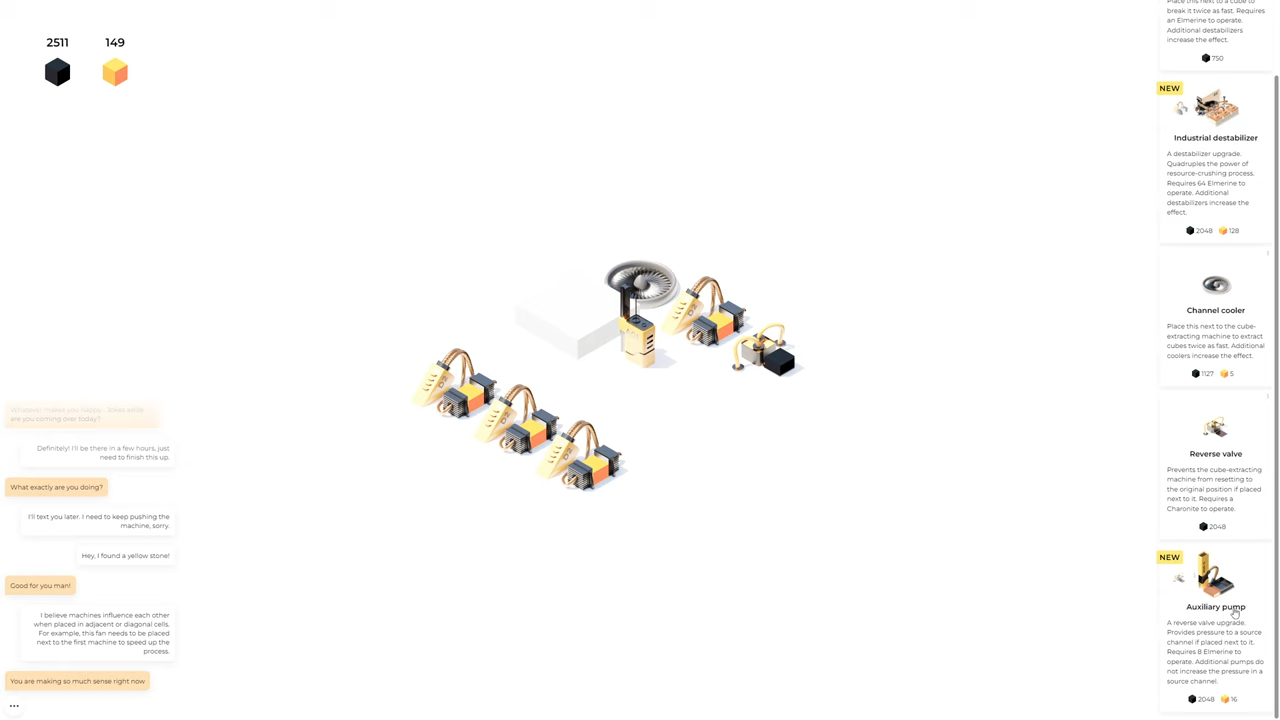 2511
149
Whatever makes you happy. Jokes aside
are you coming over today?
Definitely! I'll be there in a few hours, just
need to finish this up.
What exactly are you doing?
I'll text you later. I need to keep pushing the
machine, sorry.
Hey, I found a yellow stone!
Good for you man!
I believe machines influence each other
when placed in adjacent or diagonal cells.
For example, this fan needs to be placed
next to the first machine to speed up the
process.
You are making so much sense right now
Place this next to a cube to
break it twice as fast. Requires
an Elmerine to operate.
Additional destabilizers
increase the effect.
750
NEW
Industrial destabilizer
A destabilizer upgrade.
Quadruples the power of
resource-crushing process.
Requires 64 Elmerine to
operate. Additional
destabilizers increase the
effect.
2048 128
Channel cooler
Place this next to the cube-
extracting machine to extract
cubes twice as fast. Additional
coolers increase the effect.
1127 5
Reverse valve
Prevents the cube-extracting
machine from resetting to
the original position if placed
next to it. Requires a
Charonite to operate.
2048
NEW
Auxiliary pump
A reverse valve upgrade.
Provides pressure to a source
channel if placed next to it.
Requires 8 Elmerine to
operate. Additional pumps do
not increase the pressure in a
source channel.
2048 16